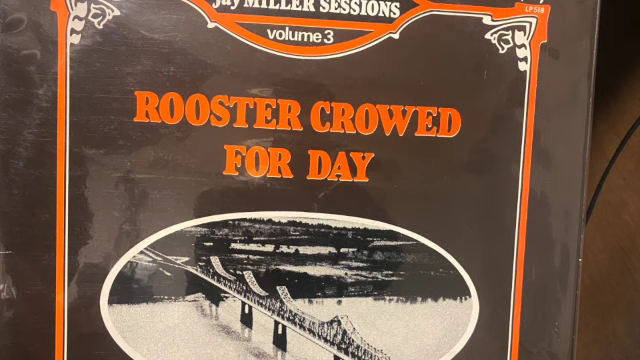 Jay MILLER SESSIONS
volume 3
LP 518
ROOSTER CROWED
FOR DAY